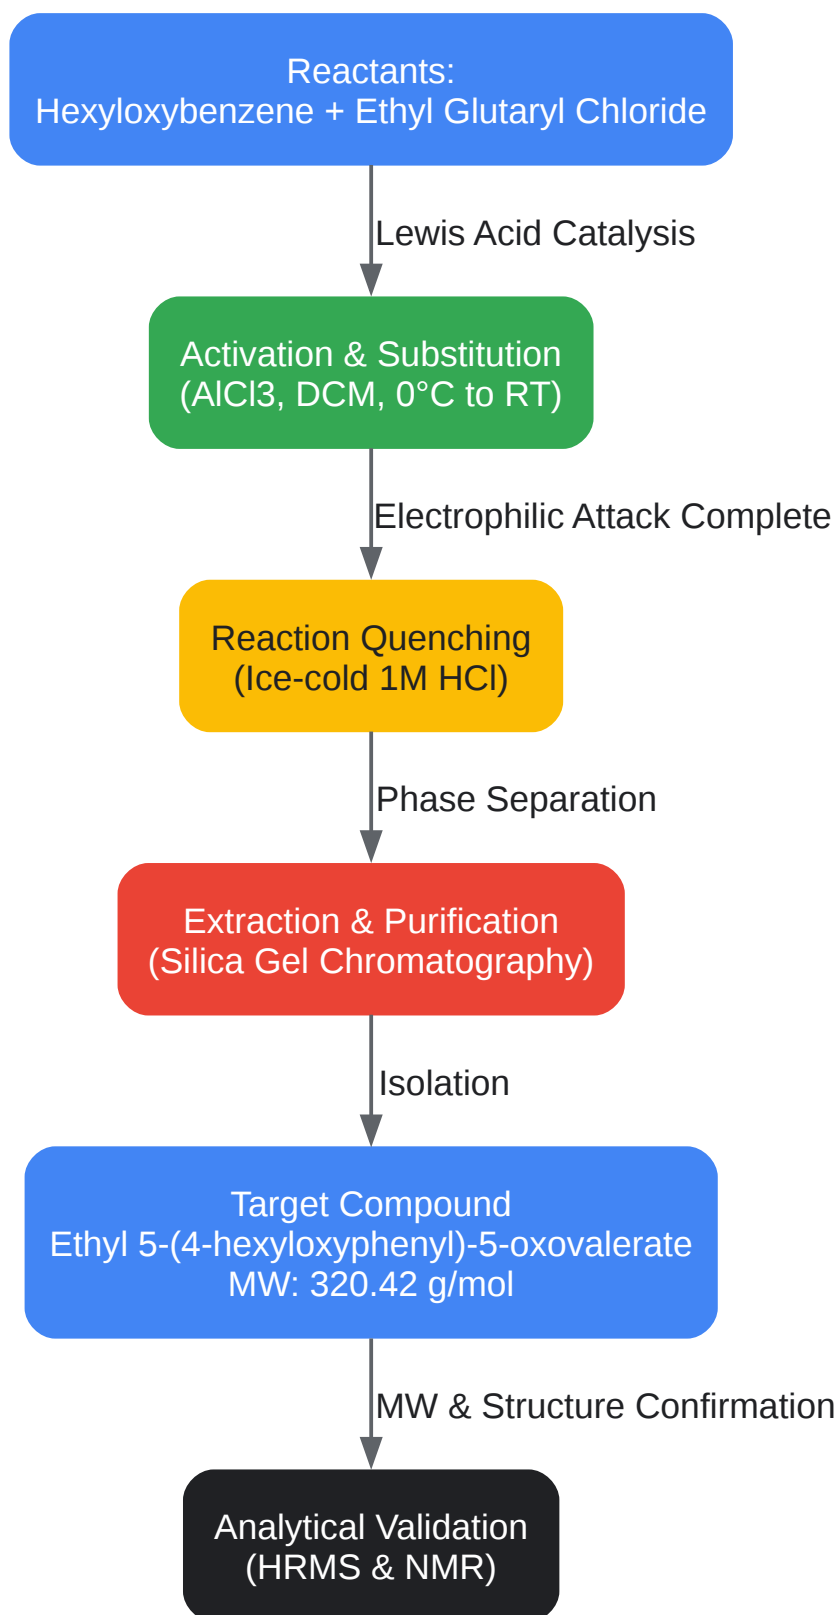 Reactants:
Hexyloxybenzene + Ethyl Glutaryl Chloride
Lewis Acid Catalysis
Activation & Substitution
(AlCl3, DCM, 0°C to RT)
Electrophilic Attack Complete
Reaction Quenching
(Ice-cold 1M HCl)
Phase Separation
Extraction & Purification
(Silica Gel Chromatography)
Isolation
Target Compound
Ethyl 5-(4-hexyloxyphenyl)-5-oxovalerate
MW: 320.42 g/mol
MW & Structure Confirmation
Analytical Validation
(HRMS & NMR)